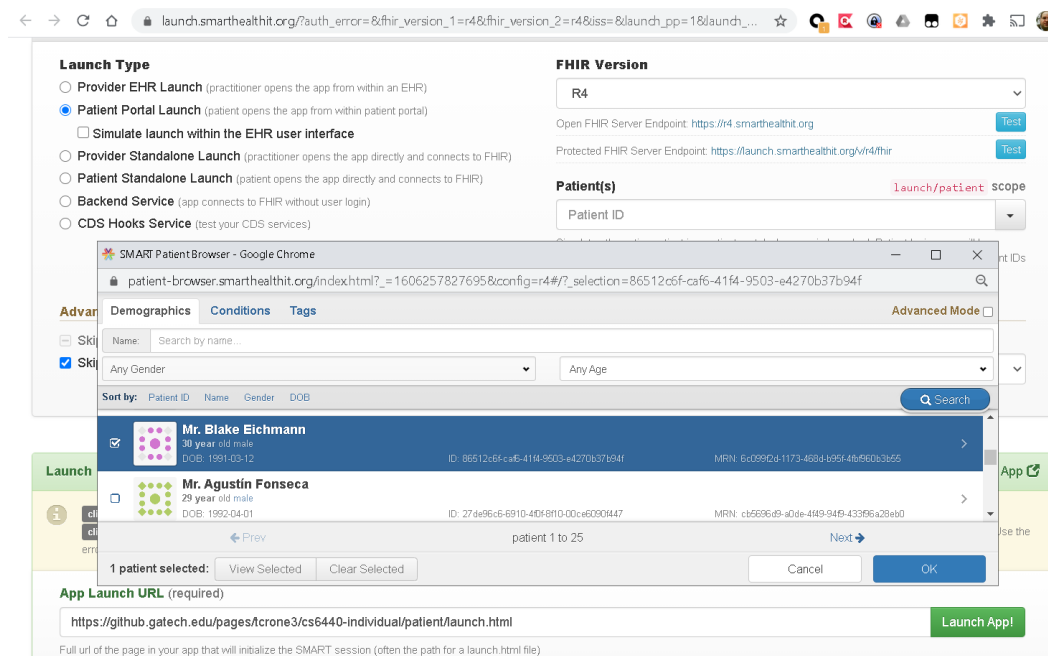 launch.smarthealthit.org/?auth_error=&fhir_version_1=r4&fhir_version_2=r4&iss=&launch_pp=1&launch_...
Launch Type
Provider EHR Launch (practitioner opens the app from within an EHR)
Patient Portal Launch (patient opens the app from within patient portal)
Simulate launch within the EHR user interface
Provider Standalone Launch (practitioner opens the app directly and connects to FHIR)
Patient Standalone Launch (patient opens the app directly and connects to FHIR)
Backend Service (app connects to FHIR without user login)
CDS Hooks Service (test your CDS services)
FHIR Version
R4
Open FHIR Server Endpoint: https://r4.smarthealthit.org Test
Protected FHIR Server Endpoint: https://launch.smarthealthit.org/v/r4/fhir Test
Patient(s) launch/patient scope
Patient ID
nt IDs
SMART Patient Browser - Google Chrome
patient-browser.smarthealthit.org/index.html?_=1606257827695&config=r4#/?_selection=86512c6f-caf6-41f4-9503-e4270b37b94f
Advar
Skip
Skip
Demographics Conditions Tags Advanced Mode
Name: Search by name...
Any Gender Any Age
Sort by: Patient ID Name Gender DOB Search
Mr. Blake Eichmann
30 year old male
DOB: 1991-03-12 ID: 86512c6f-caf6-41f4-9503-e4270b37b94f MRN: 6c099f2d-1173-468d-b95f-4fbf960b3b55
Mr. Agustín Fonseca
29 year old male
DOB: 1992-04-01 ID: 27de96c6-6910-4f0f-8f10-00ce6090f447 MRN: cb5696d9-a0de-4f49-94f9-433f96a28eb0
Prev patient 1 to 25 Next
1 patient selected: View Selected Clear Selected Cancel OK
Launch
App
cli
cli
Use the
erro
App Launch URL (required)
https://github.gatech.edu/pages/tcrone3/cs6440-individual/patient/launch.html Launch App!
Full url of the page in your app that will initialize the SMART session (often the path for a launch.html file)